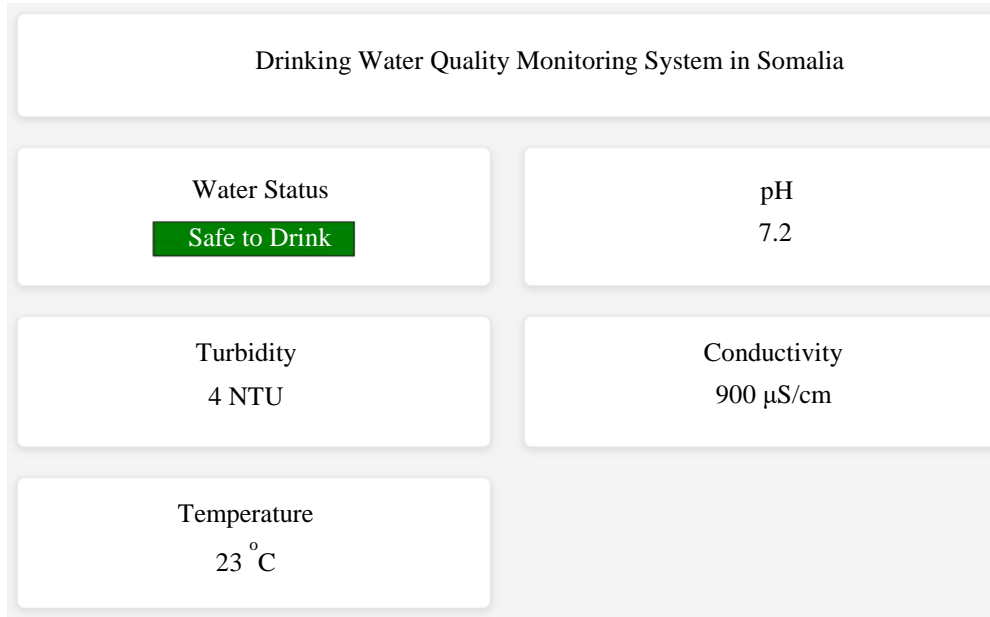 Drinking Water Quality Monitoring System in Somalia
Water Status
Safe to Drink
pH
7.2
Turbidity
4 NTU
Conductivity
900 μS/cm
Temperature
23 °C